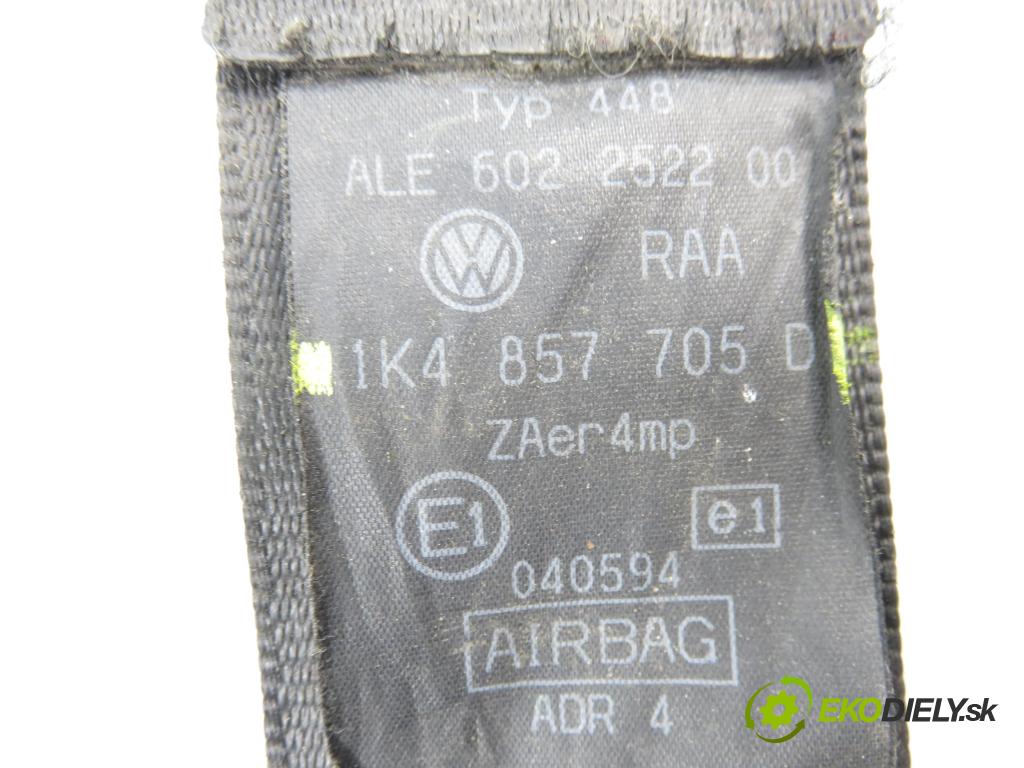 Typ 448
ALE 602 2522 00
VW RAA
1K4 857 705 D
ZAer4mp
E1 e1
040594
AIRBAG
ADR 4
EKODIELY.sk